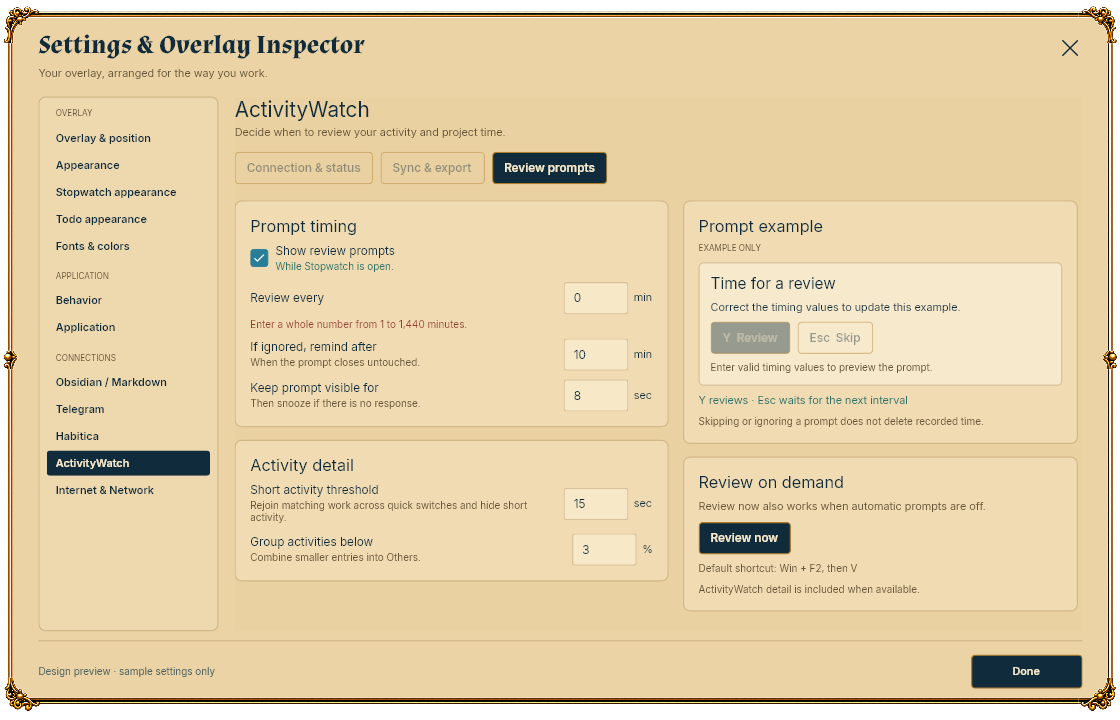 Settings & Overlay Inspector
Your overlay, arranged for the way you work.
OVERLAY
Overlay & position
Appearance
Stopwatch appearance
Todo appearance
Fonts & colors
APPLICATION
Behavior
Application
CONNECTIONS
Obsidian / Markdown
Telegram
Habitica
ActivityWatch
Internet & Network
ActivityWatch
Decide when to review your activity and project time.
Connection & status
Sync & export
Review prompts
Prompt timing
Show review prompts
While Stopwatch is open.
Review every
0 min
Enter a whole number from 1 to 1,440 minutes.
If ignored, remind after
When the prompt closes untouched.
10 min
Keep prompt visible for
Then snooze if there is no response.
8 sec
Activity detail
Short activity threshold
Rejoin matching work across quick switches and hide short
activity.
15 sec
Group activities below
Combine smaller entries into Others.
3 %
Prompt example
EXAMPLE ONLY
Time for a review
Correct the timing values to update this example.
Y Review
Esc Skip
Enter valid timing values to preview the prompt.
Y reviews · Esc waits for the next interval
Skipping or ignoring a prompt does not delete recorded time.
Review on demand
Review now also works when automatic prompts are off.
Review now
Default shortcut: Win + F2, then V
ActivityWatch detail is included when available.
Design preview · sample settings only
Done